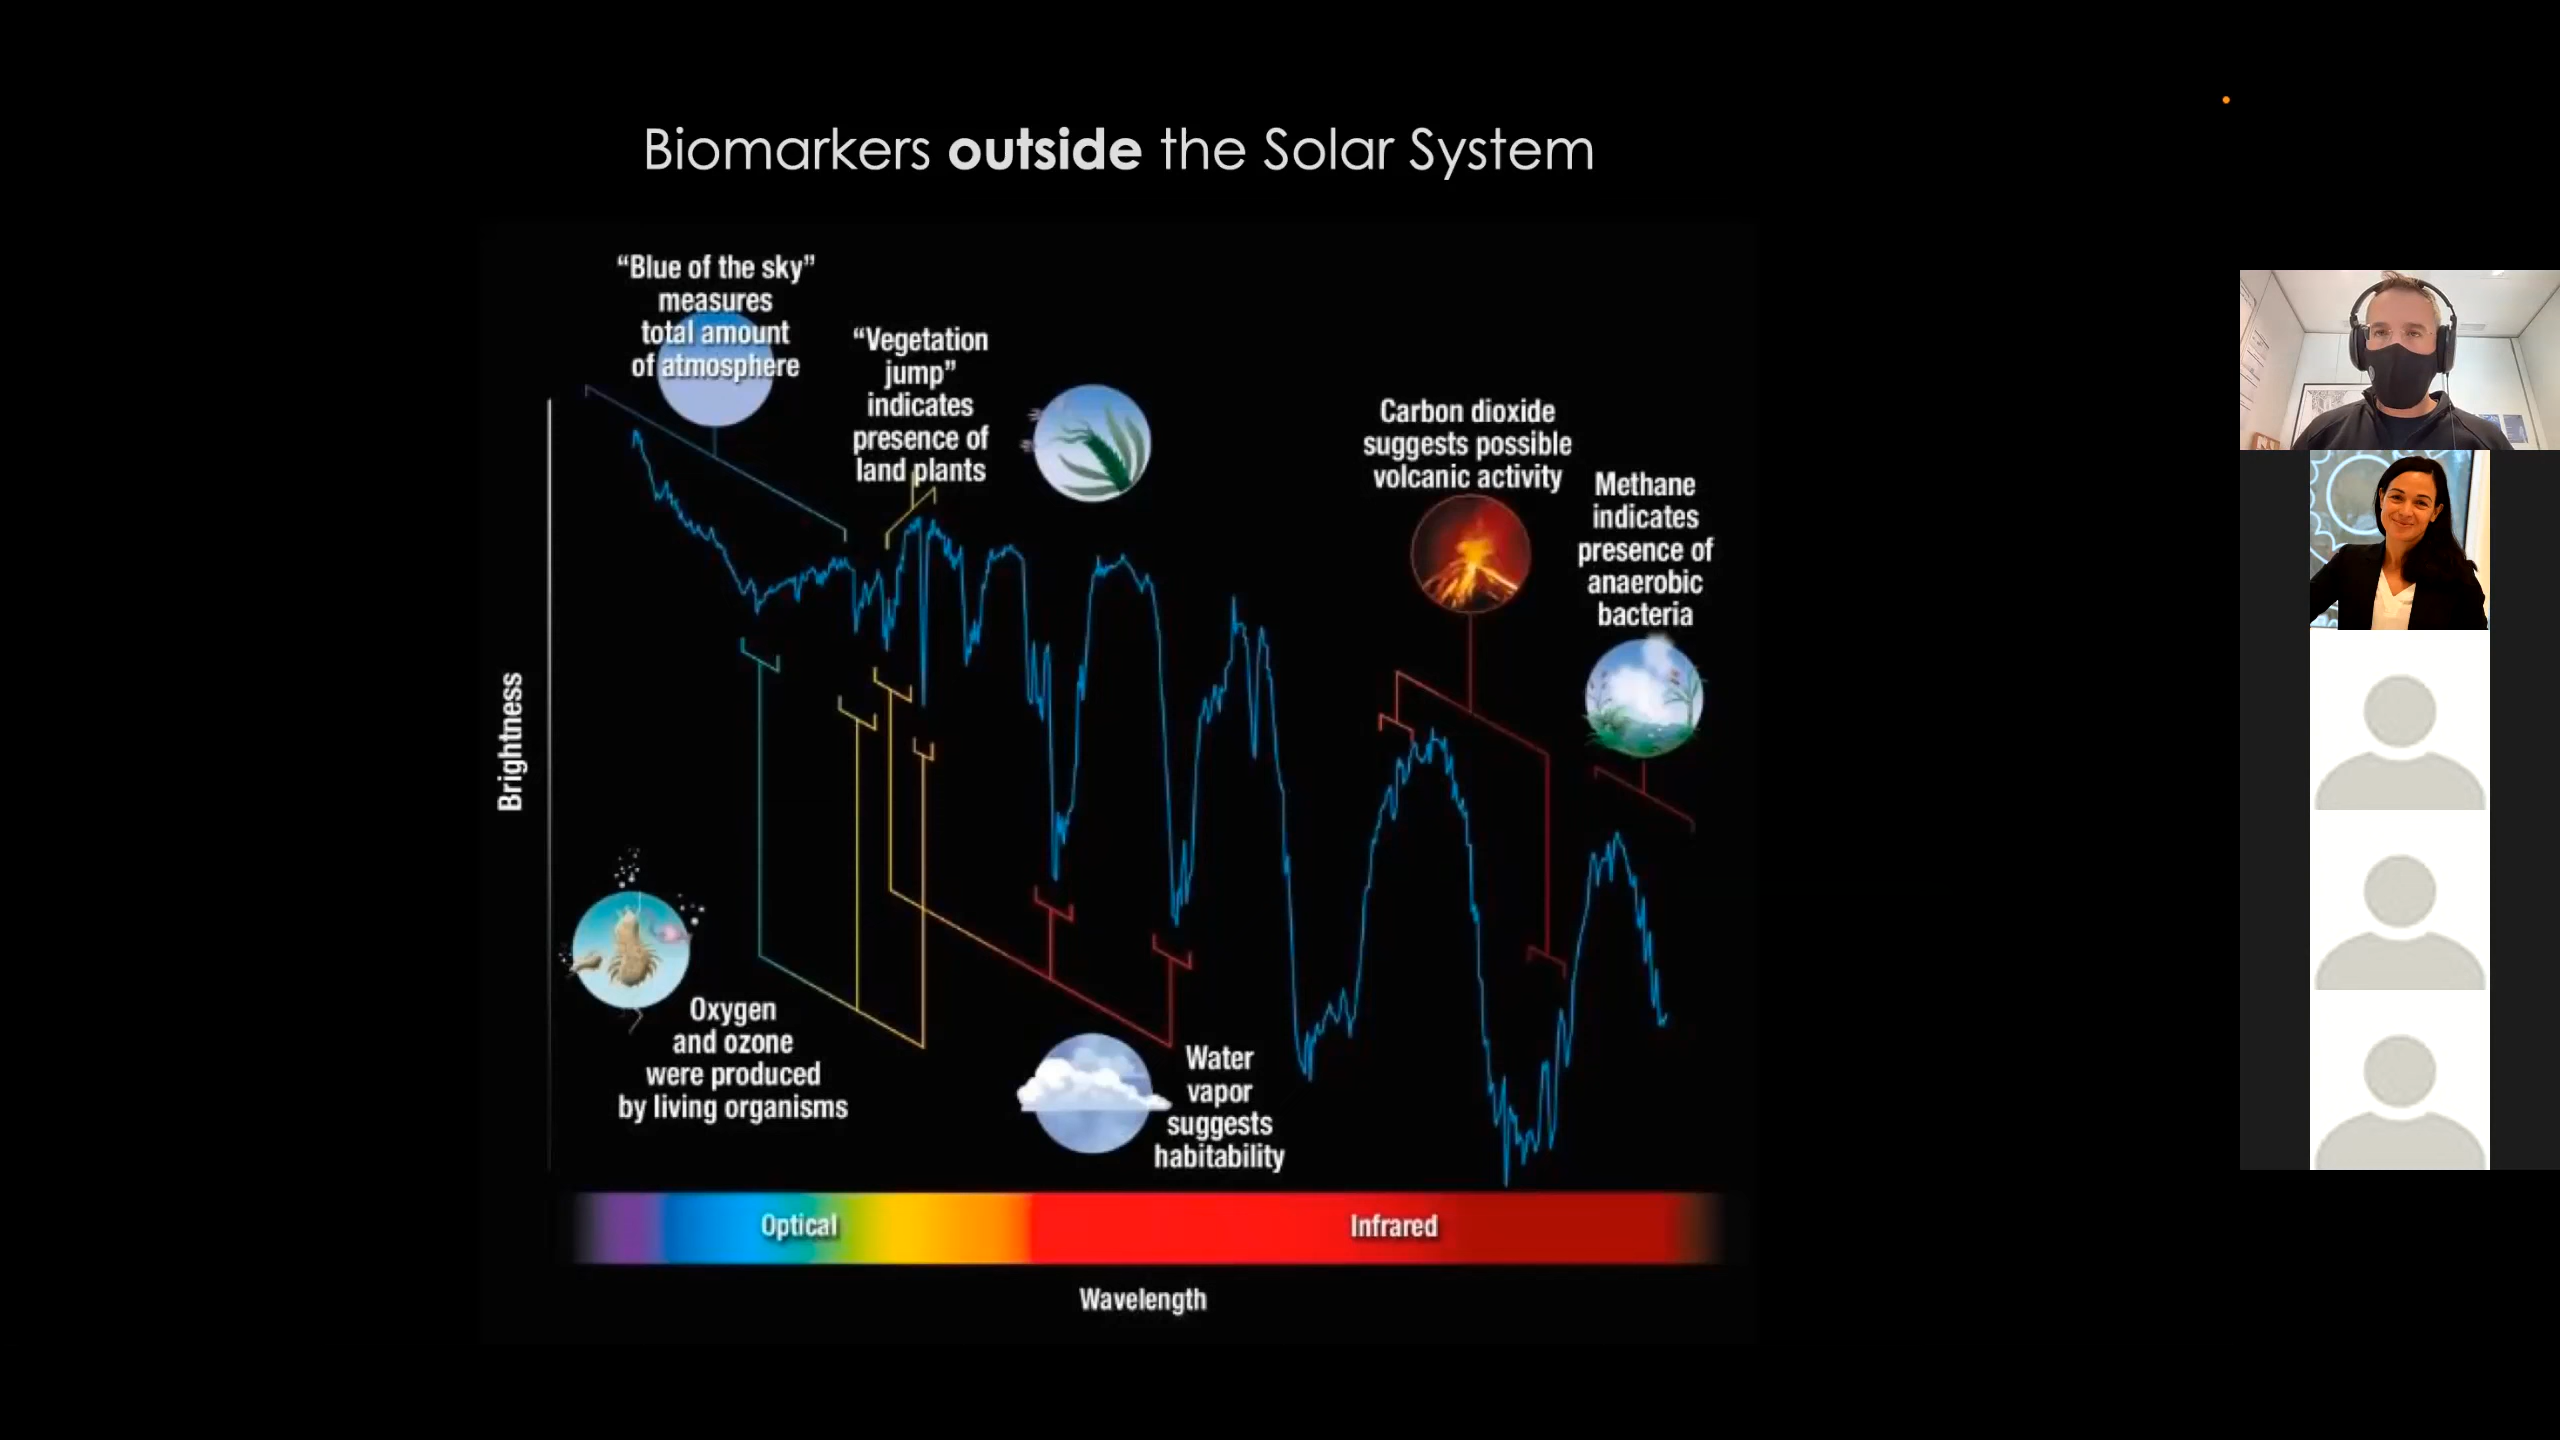 Biomarkers outside the Solar System
“Blue of the sky”
measures
total amount
of atmosphere
“Vegetation
jump”
indicates
presence of
land plants
Carbon dioxide
suggests possible
volcanic activity
Methane
indicates
presence of
anaerobic
bacteria
Brightness
Oxygen
and ozone
were produced
by living organisms
Water
vapor
suggests
habitability
Optical
Infrared
Wavelength